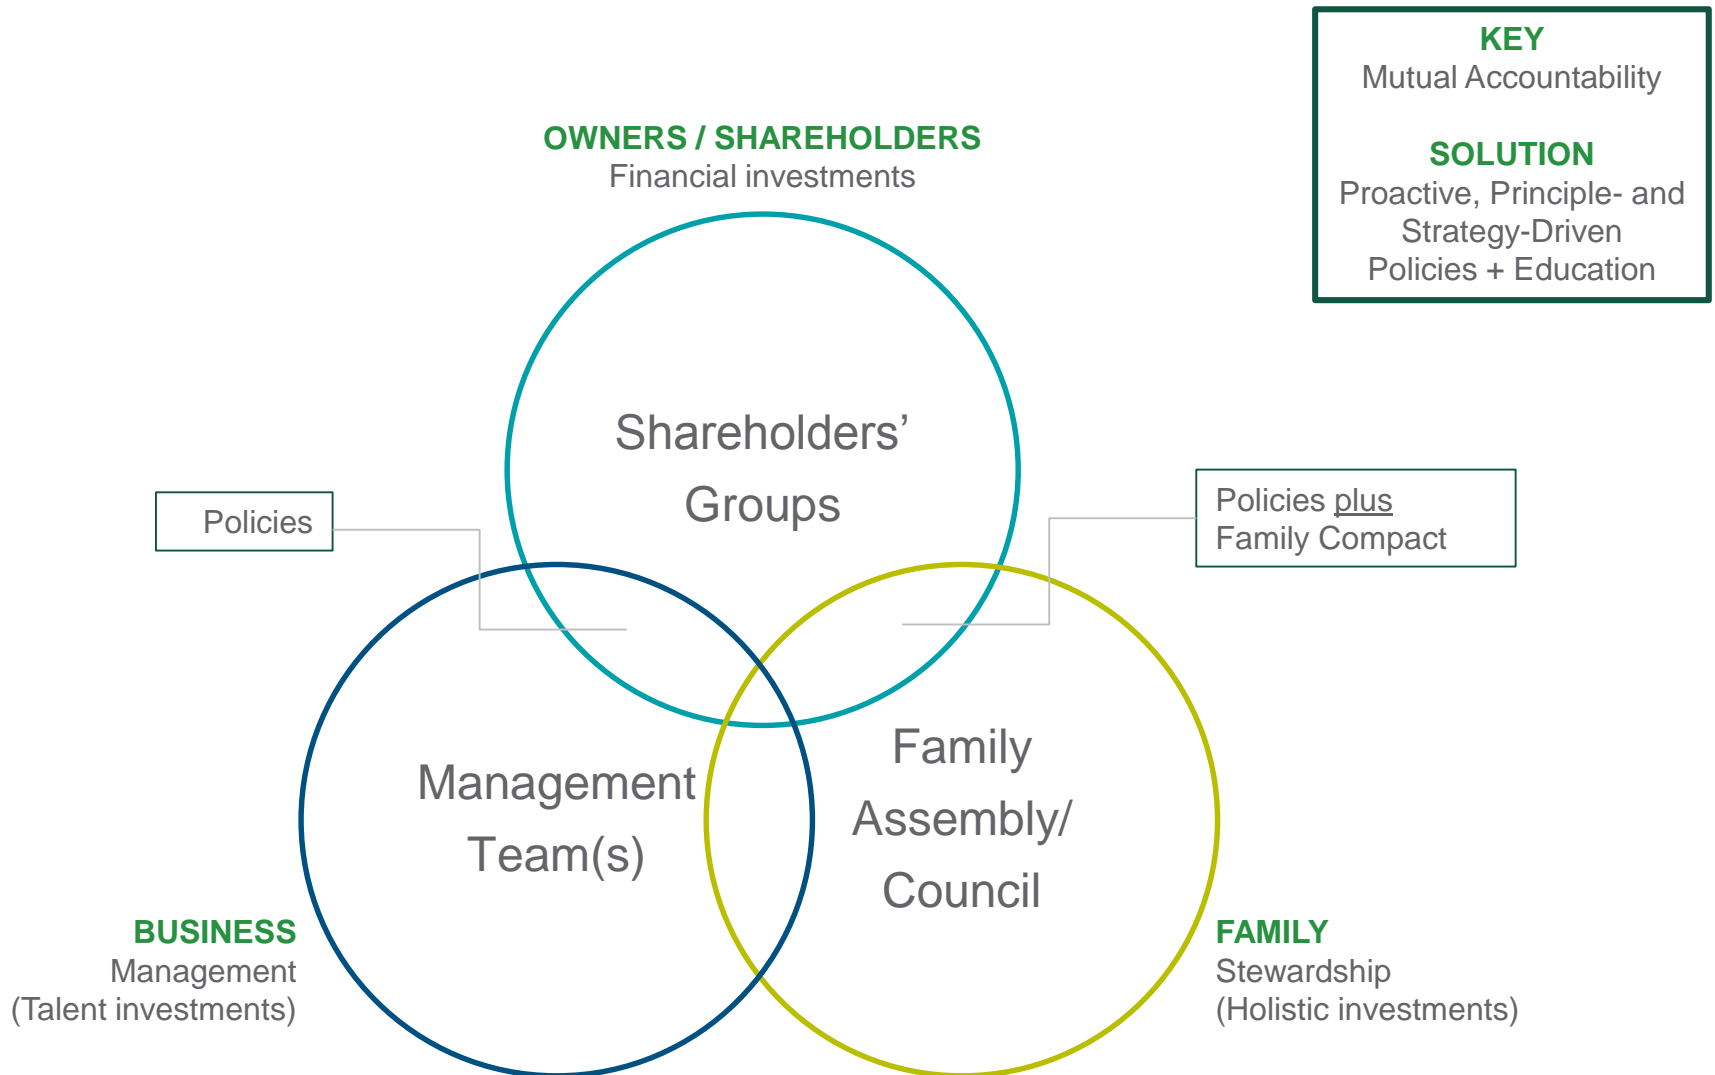 KEY
Mutual Accountability
SOLUTION
Proactive, Principle- and
Strategy-Driven
Policies + Education
OWNERS / SHAREHOLDERS
Financial investments
Shareholders’
Groups
Policies
Policies plus
Family Compact
Management
Team(s)
Family
Assembly/
Council
BUSINESS
Management
(Talent investments)
FAMILY
Stewardship
(Holistic investments)